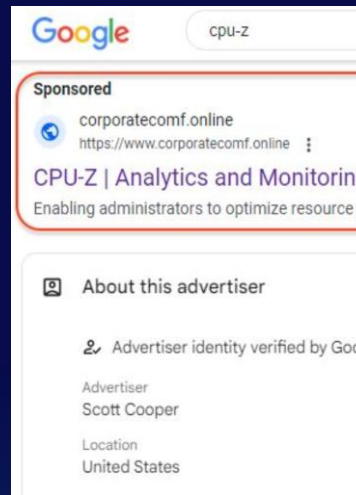 Google
cpu-z
Sponsored
corporatecomf.online
https://www.corporatecomf.online
CPU-Z | Analytics and Monitorin
Enabling administrators to optimize resource
About this advertiser
Advertiser identity verified by Goo
Advertiser
Scott Cooper
Location
United States